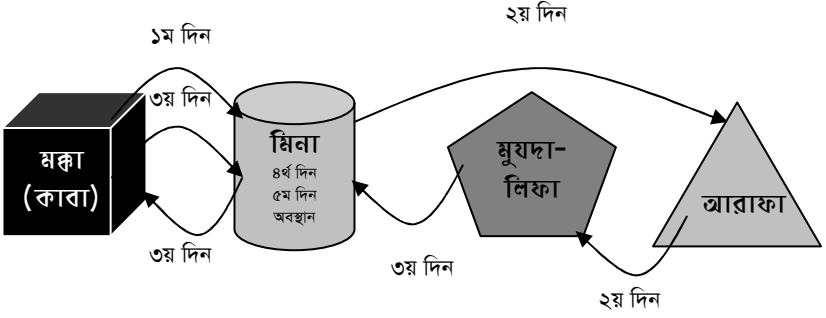 ২য় দিন
১ম দিন
৩য় দিন
মক্কা
(কাবা)
মিনা
৪র্থ দিন
৫ম দিন
অবস্থান
মুযদা-
লিফা
আরাফা
৩য় দিন
৩য় দিন
২য় দিন